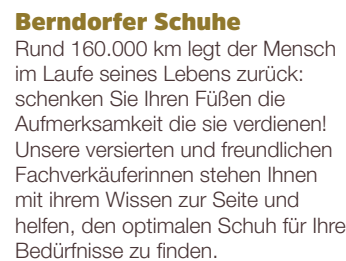 Berndorfer Schuhe
Rund 160.000 km legt der Mensch
im Laufe seines Lebens zurück:
schenken Sie Ihren Füßen die
Aufmerksamkeit die sie verdienen!
Unsere versierten und freundlichen
Fachverkäuferinnen stehen Ihnen
mit ihrem Wissen zur Seite und
helfen, den optimalen Schuh für Ihre
Bedürfnisse zu finden.